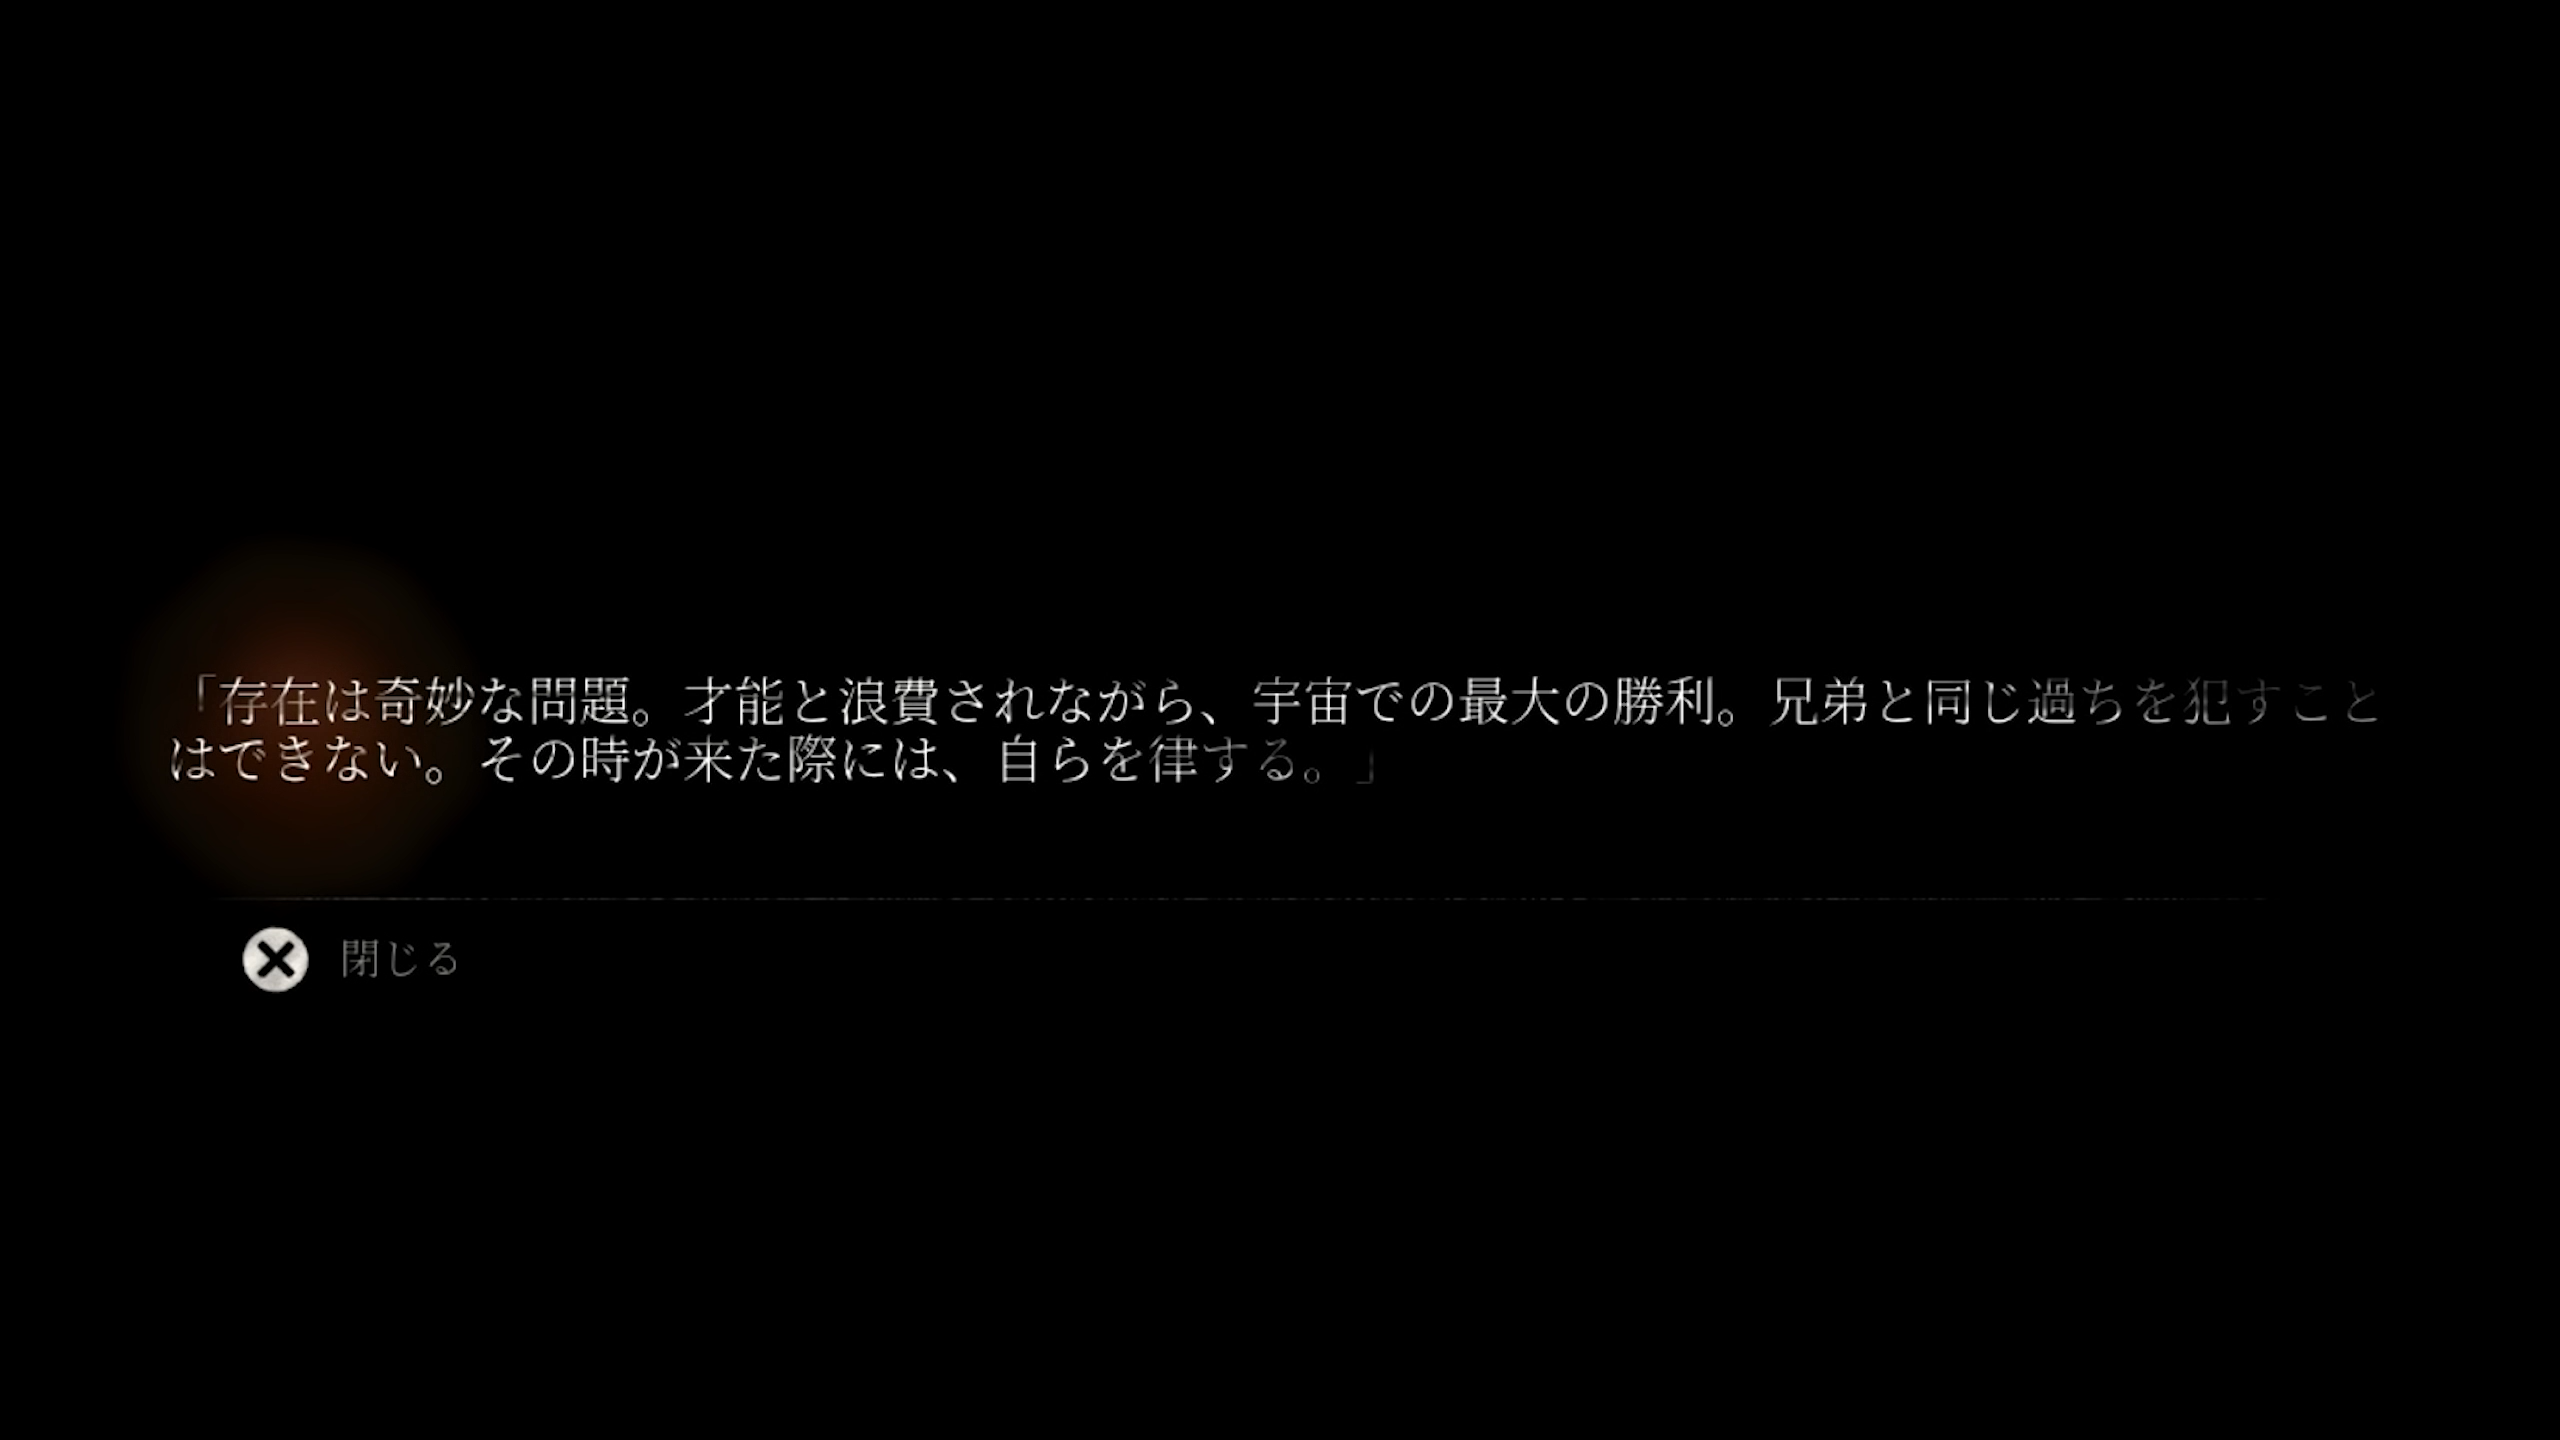 「存在は奇妙な問題。才能と浪費されながら、宇宙での最大の勝利。兄弟と同じ過ちを犯すこと
はできない。その時が来た際には、自らを律する。」
閉じる